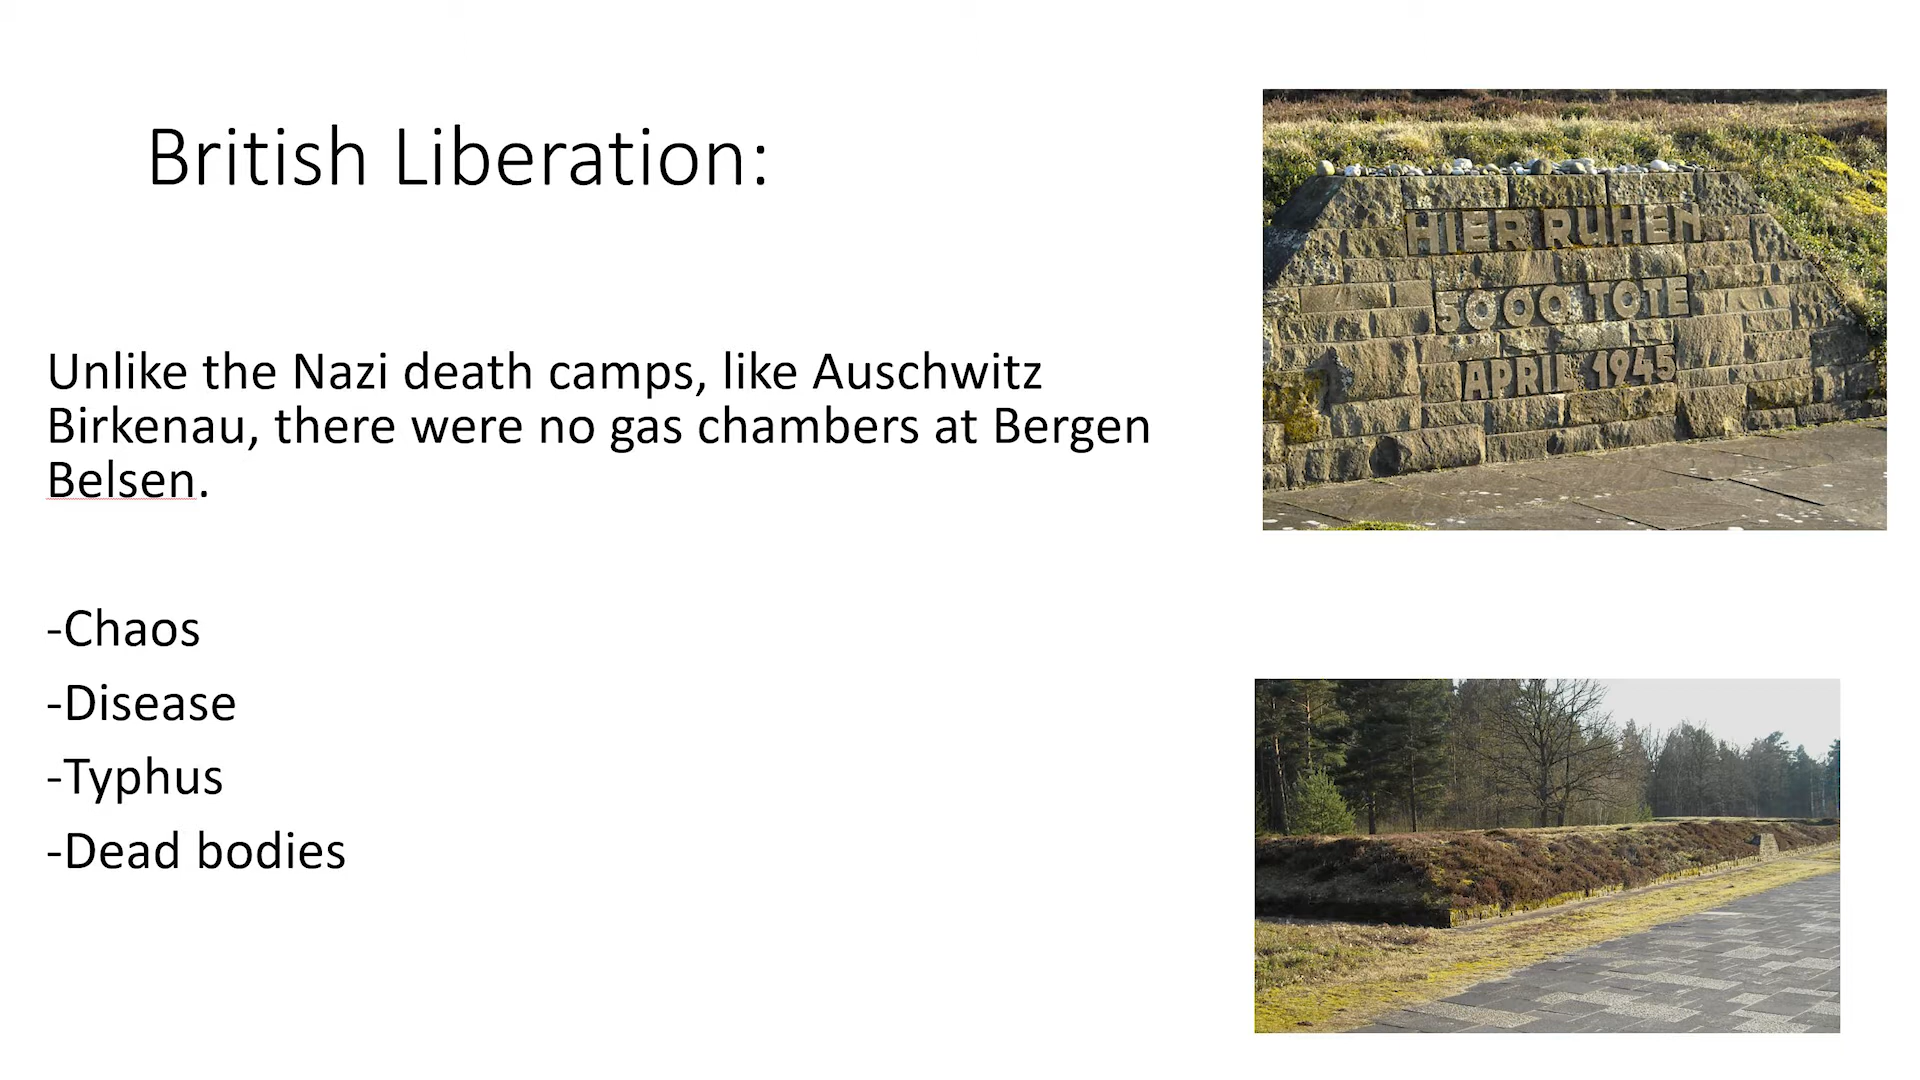 British Liberation:
Unlike the Nazi death camps, like Auschwitz
Birkenau, there were no gas chambers at Bergen
Belsen.
-Chaos
-Disease
-Typhus
-Dead bodies
HIER RUHEN
5000 TOTE
APRIL 1945